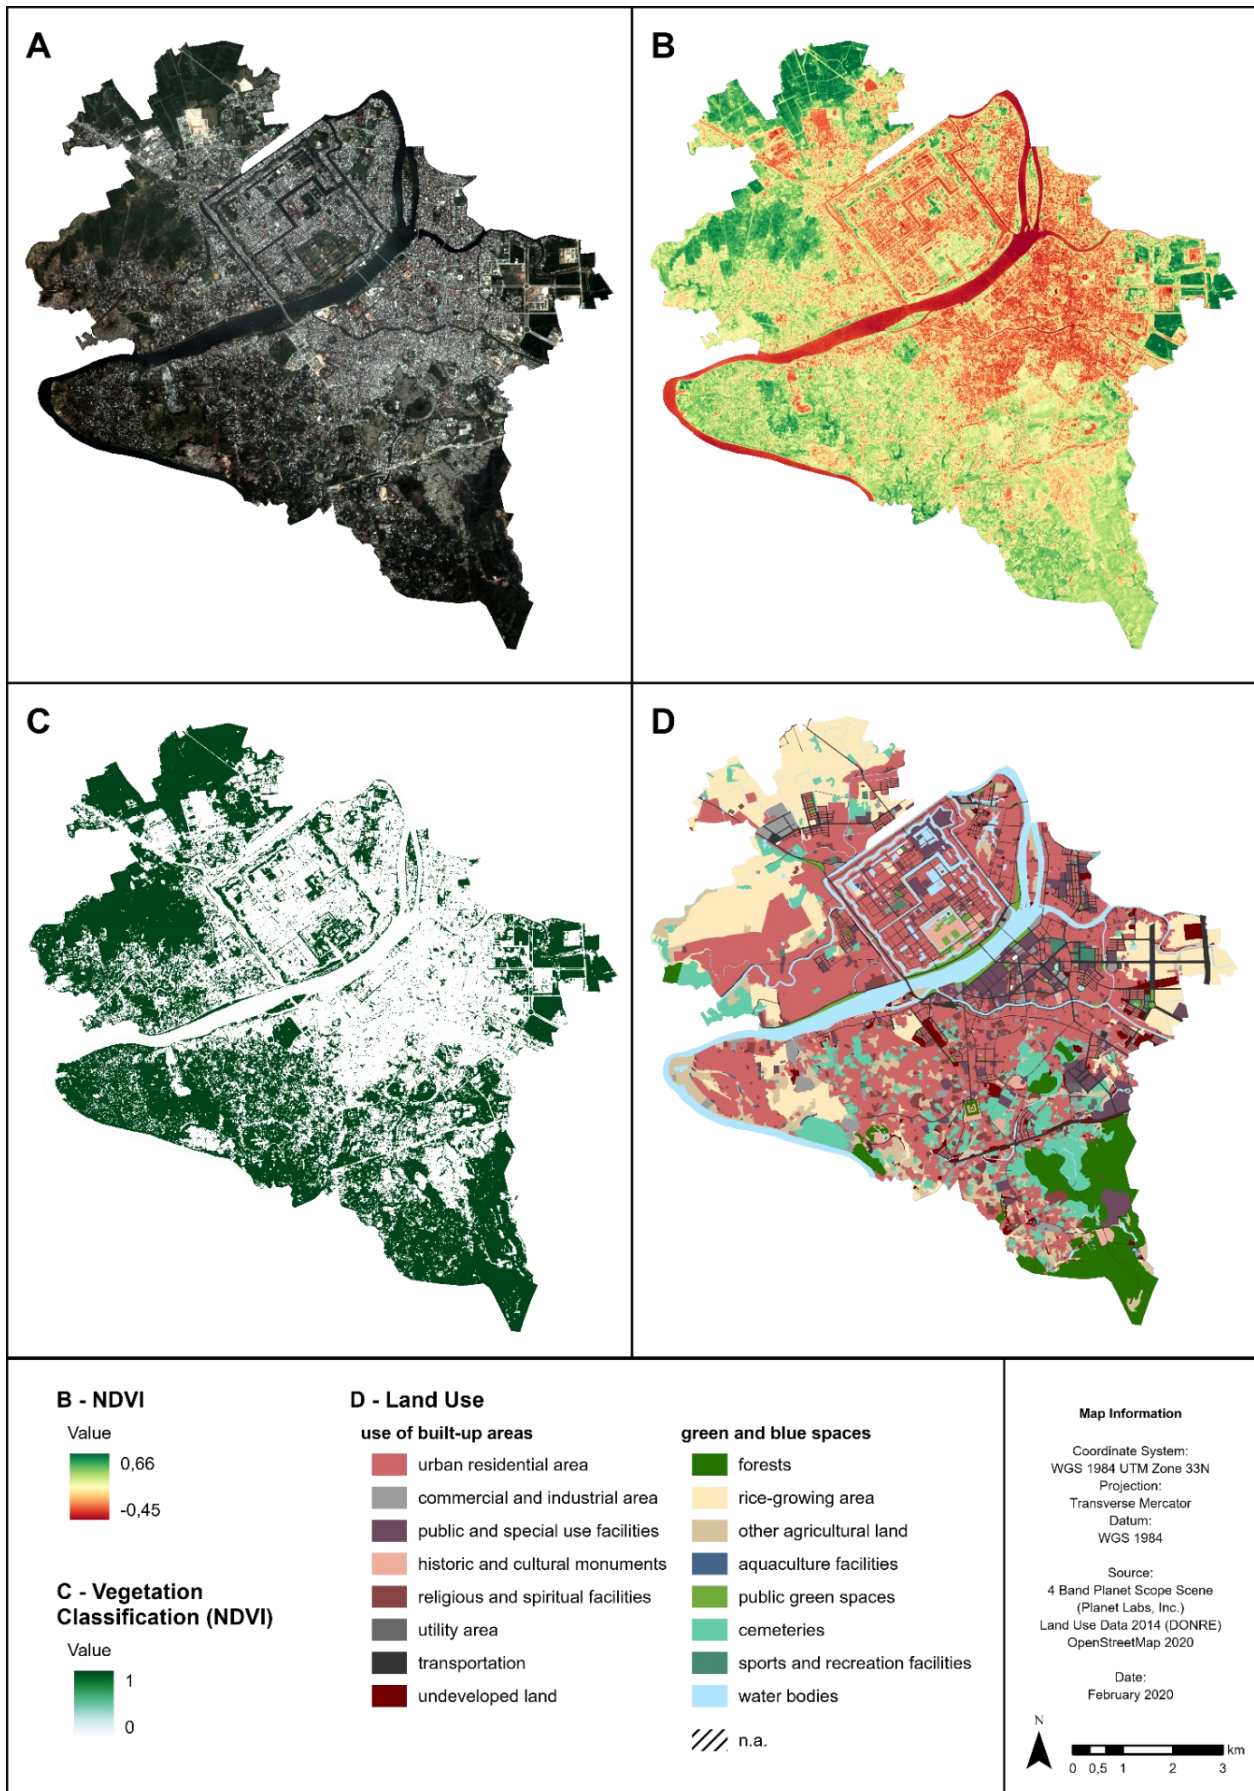 A
B
C
D
B - NDVI
Value
0,66
-0,45
C - Vegetation
Classification (NDVI)
Value
1
0
D - Land Use
use of built-up areas
urban residential area
commercial and industrial area
public and special use facilities
historic and cultural monuments
religious and spiritual facilities
utility area
transportation
undeveloped land
green and blue spaces
forests
rice-growing area
other agricultural land
aquaculture facilities
public green spaces
cemeteries
sports and recreation facilities
water bodies
n.a.
Map Information
Coordinate System:
WGS 1984 UTM Zone 33N
Projection:
Transverse Mercator
Datum:
WGS 1984
Source:
4 Band Planet Scope Scene
(Planet Labs, Inc.)
Land Use Data 2014 (DONRE)
OpenStreetMap 2020
Date:
February 2020
N
km
0 0,5 1 2 3